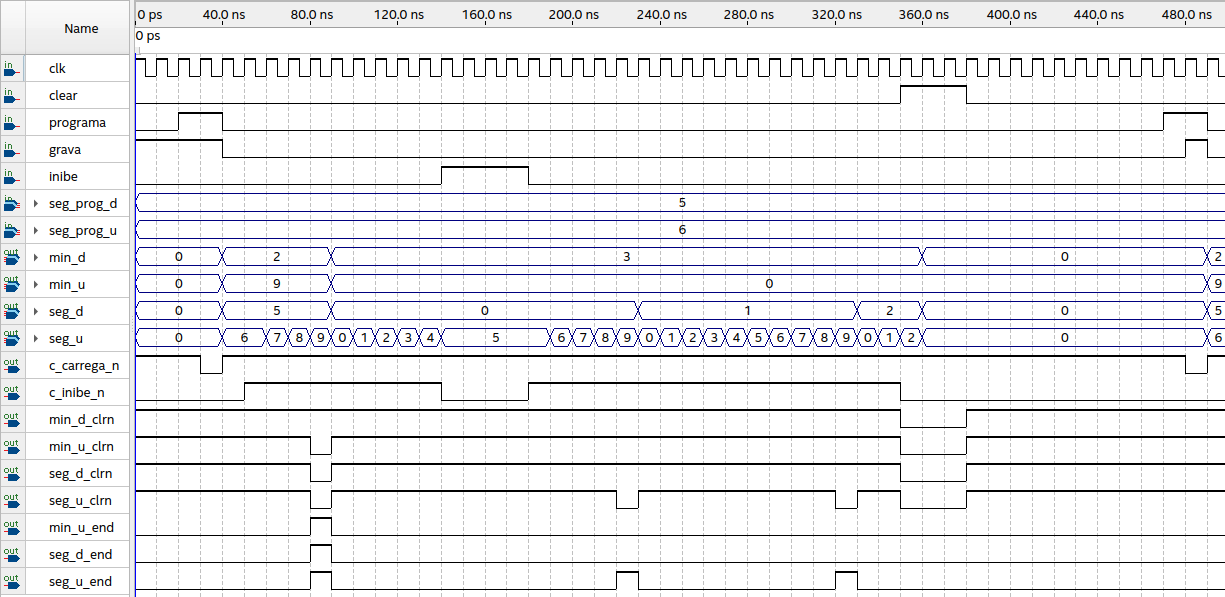 Name
0 ps 40.0 ns 80.0 ns 120.0 ns 160.0 ns 200.0 ns 240.0 ns 280.0 ns 320.0 ns 360.0 ns 400.0 ns 440.0 ns 480.0 ns
0 ps
in clk
in clear
in programa
in grava
in inibe
in seg_prog_d 5
in seg_prog_u 6
out min_d 0 2 3 0 2
out min_u 0 9 0 9
out seg_d 0 5 0 1 2 0 5
out seg_u 0 6 7 8 9 0 1 2 3 4 5 6 7 8 9 0 1 2 3 4 5 6 7 8 9 0 1 2 0 6
out c_carrega_n
out c_inibe_n
out min_d_clrn
out min_u_clrn
out seg_d_clrn
out seg_u_clrn
out min_u_end
out seg_d_end
out seg_u_end